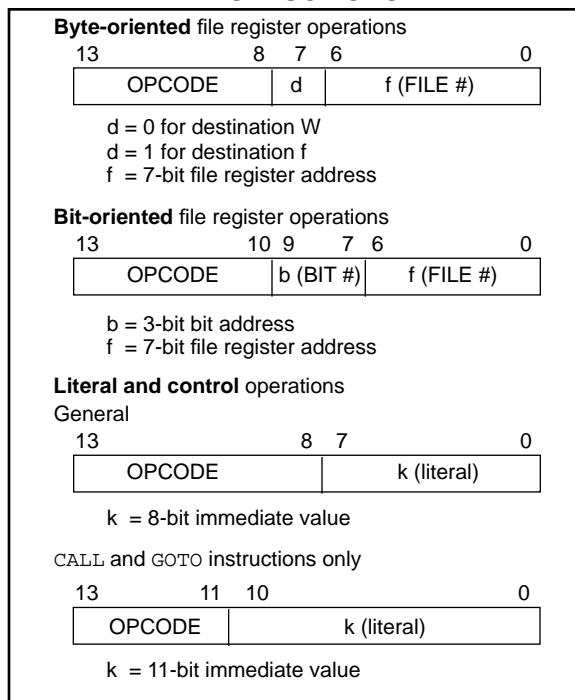 Byte-oriented file register operations
13 8 7 6 0
OPCODE d f (FILE #)
d = 0 for destination W
d = 1 for destination f
f = 7-bit file register address
Bit-oriented file register operations
13 10 9 7 6 0
OPCODE b (BIT #) f (FILE #)
b = 3-bit bit address
f = 7-bit file register address
Literal and control operations
General
13 8 7 0
OPCODE k (literal)
k = 8-bit immediate value
CALL and GOTO instructions only
13 11 10 0
OPCODE k (literal)
k = 11-bit immediate value